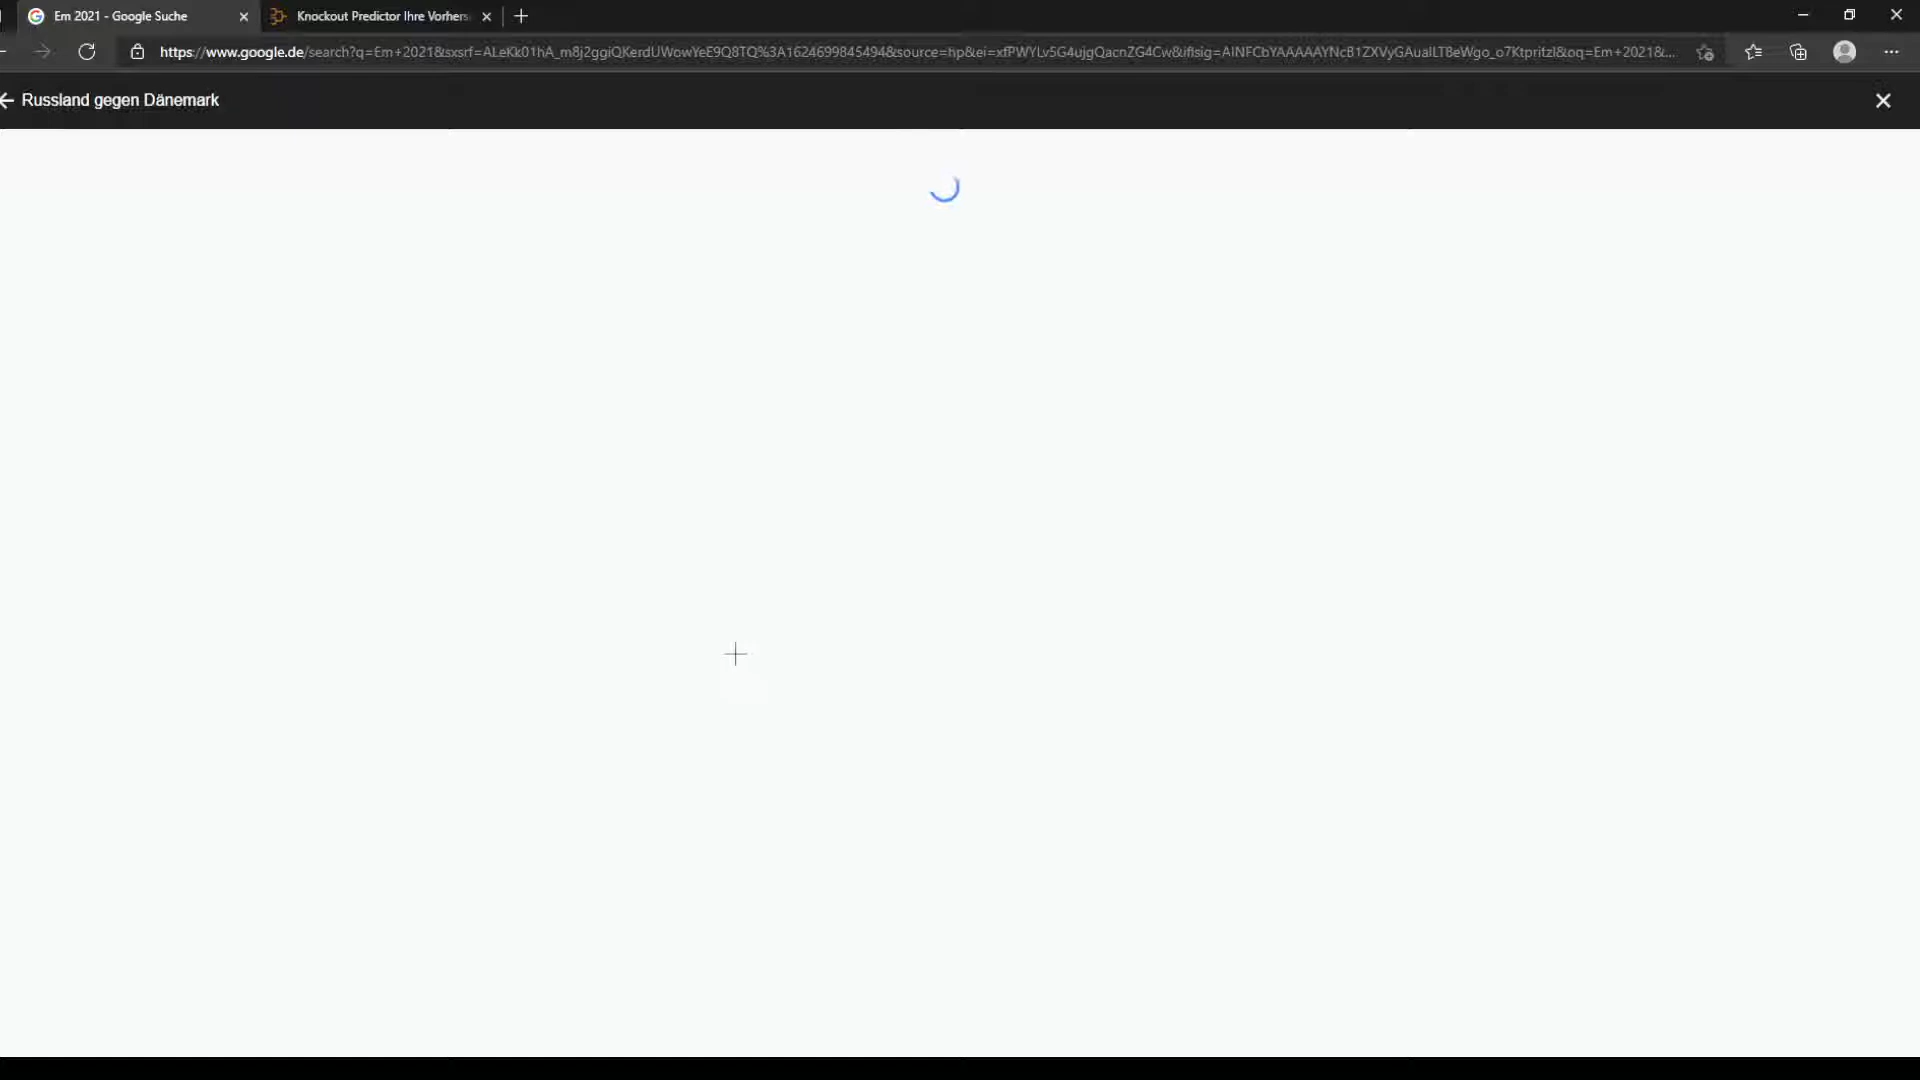 Em 2021 - Google Suche
Knockout Predictor Ihre Vorhers
https://www.google.de/search?q=Em+2021&sxsrf=ALeKk01hA_m8j2ggiQKerdUWowYeE9Q8TQ%3A1624699845494&source=hp&ei=xfPWYLv5G4ujgQacnZG4Cw&iflsig=AINFCbYAAAAAYNcB1ZXVyGAuaILT8eWgo_o7Ktpritzl&oq=Em+2021&...
Russland gegen Dänemark